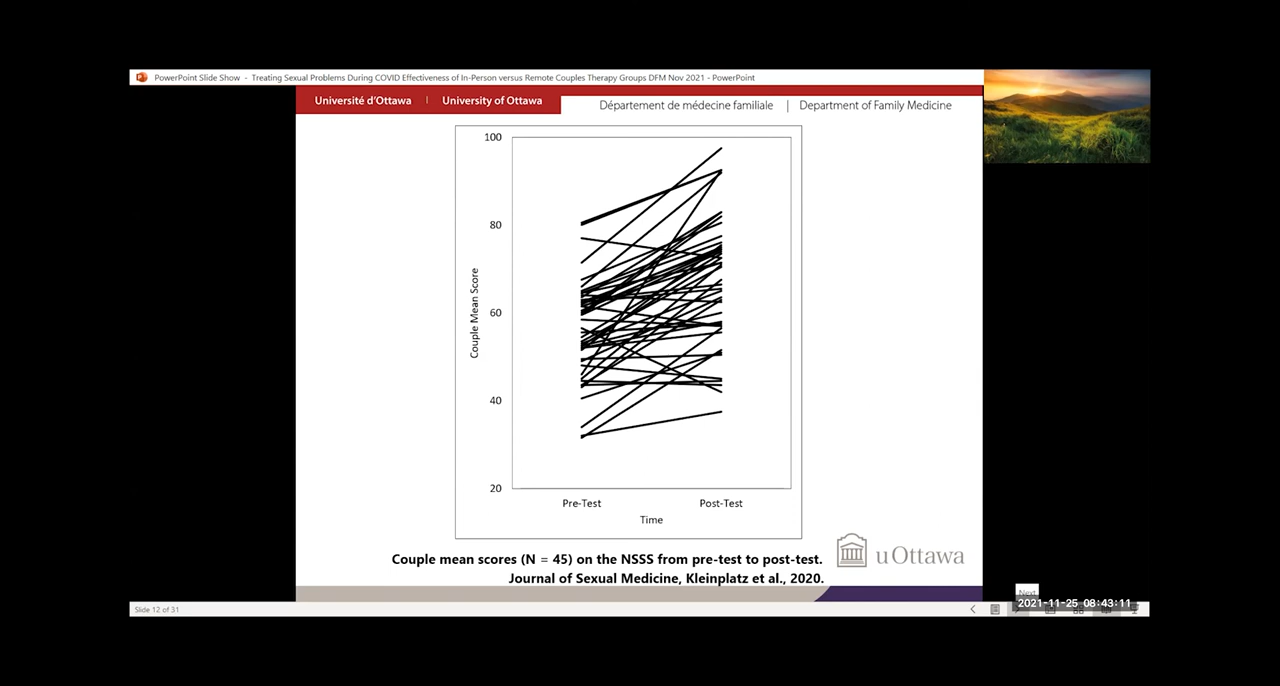 PowerPoint Slide Show - Treating Sexual Problems During COVID Effectiveness of In-Person versus Remote Couples Therapy Groups DFM Nov 2021 - PowerPoint
Université d'Ottawa | University of Ottawa
Département de médecine familiale | Department of Family Medicine
100
80
60
40
20
Couple Mean Score
Pre-Test Post-Test
Time
Couple mean scores (N = 45) on the NSSS from pre-test to post-test.
Journal of Sexual Medicine, Kleinplatz et al., 2020.
uOttawa
Slide 12 of 31
Next
2021-11-25 08:43:11